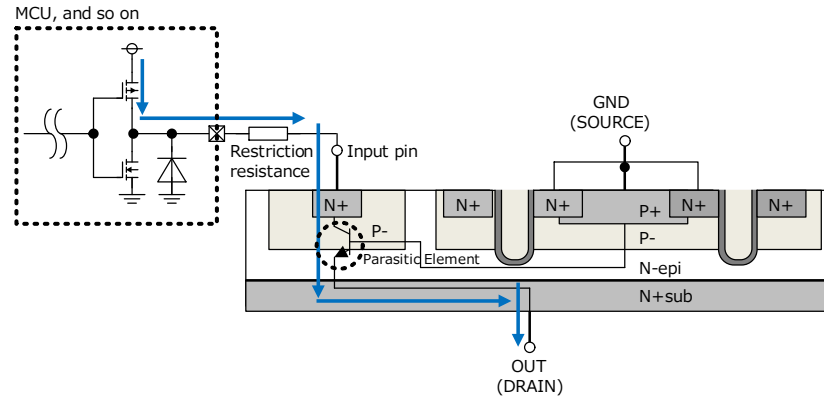 MCU, and so on
GND
(SOURCE)
Restriction
resistance
Input pin
N+
N+
N+
P+
N+
N+
P-
P-
Parasitic Element
N-epi
N+sub
OUT
(DRAIN)